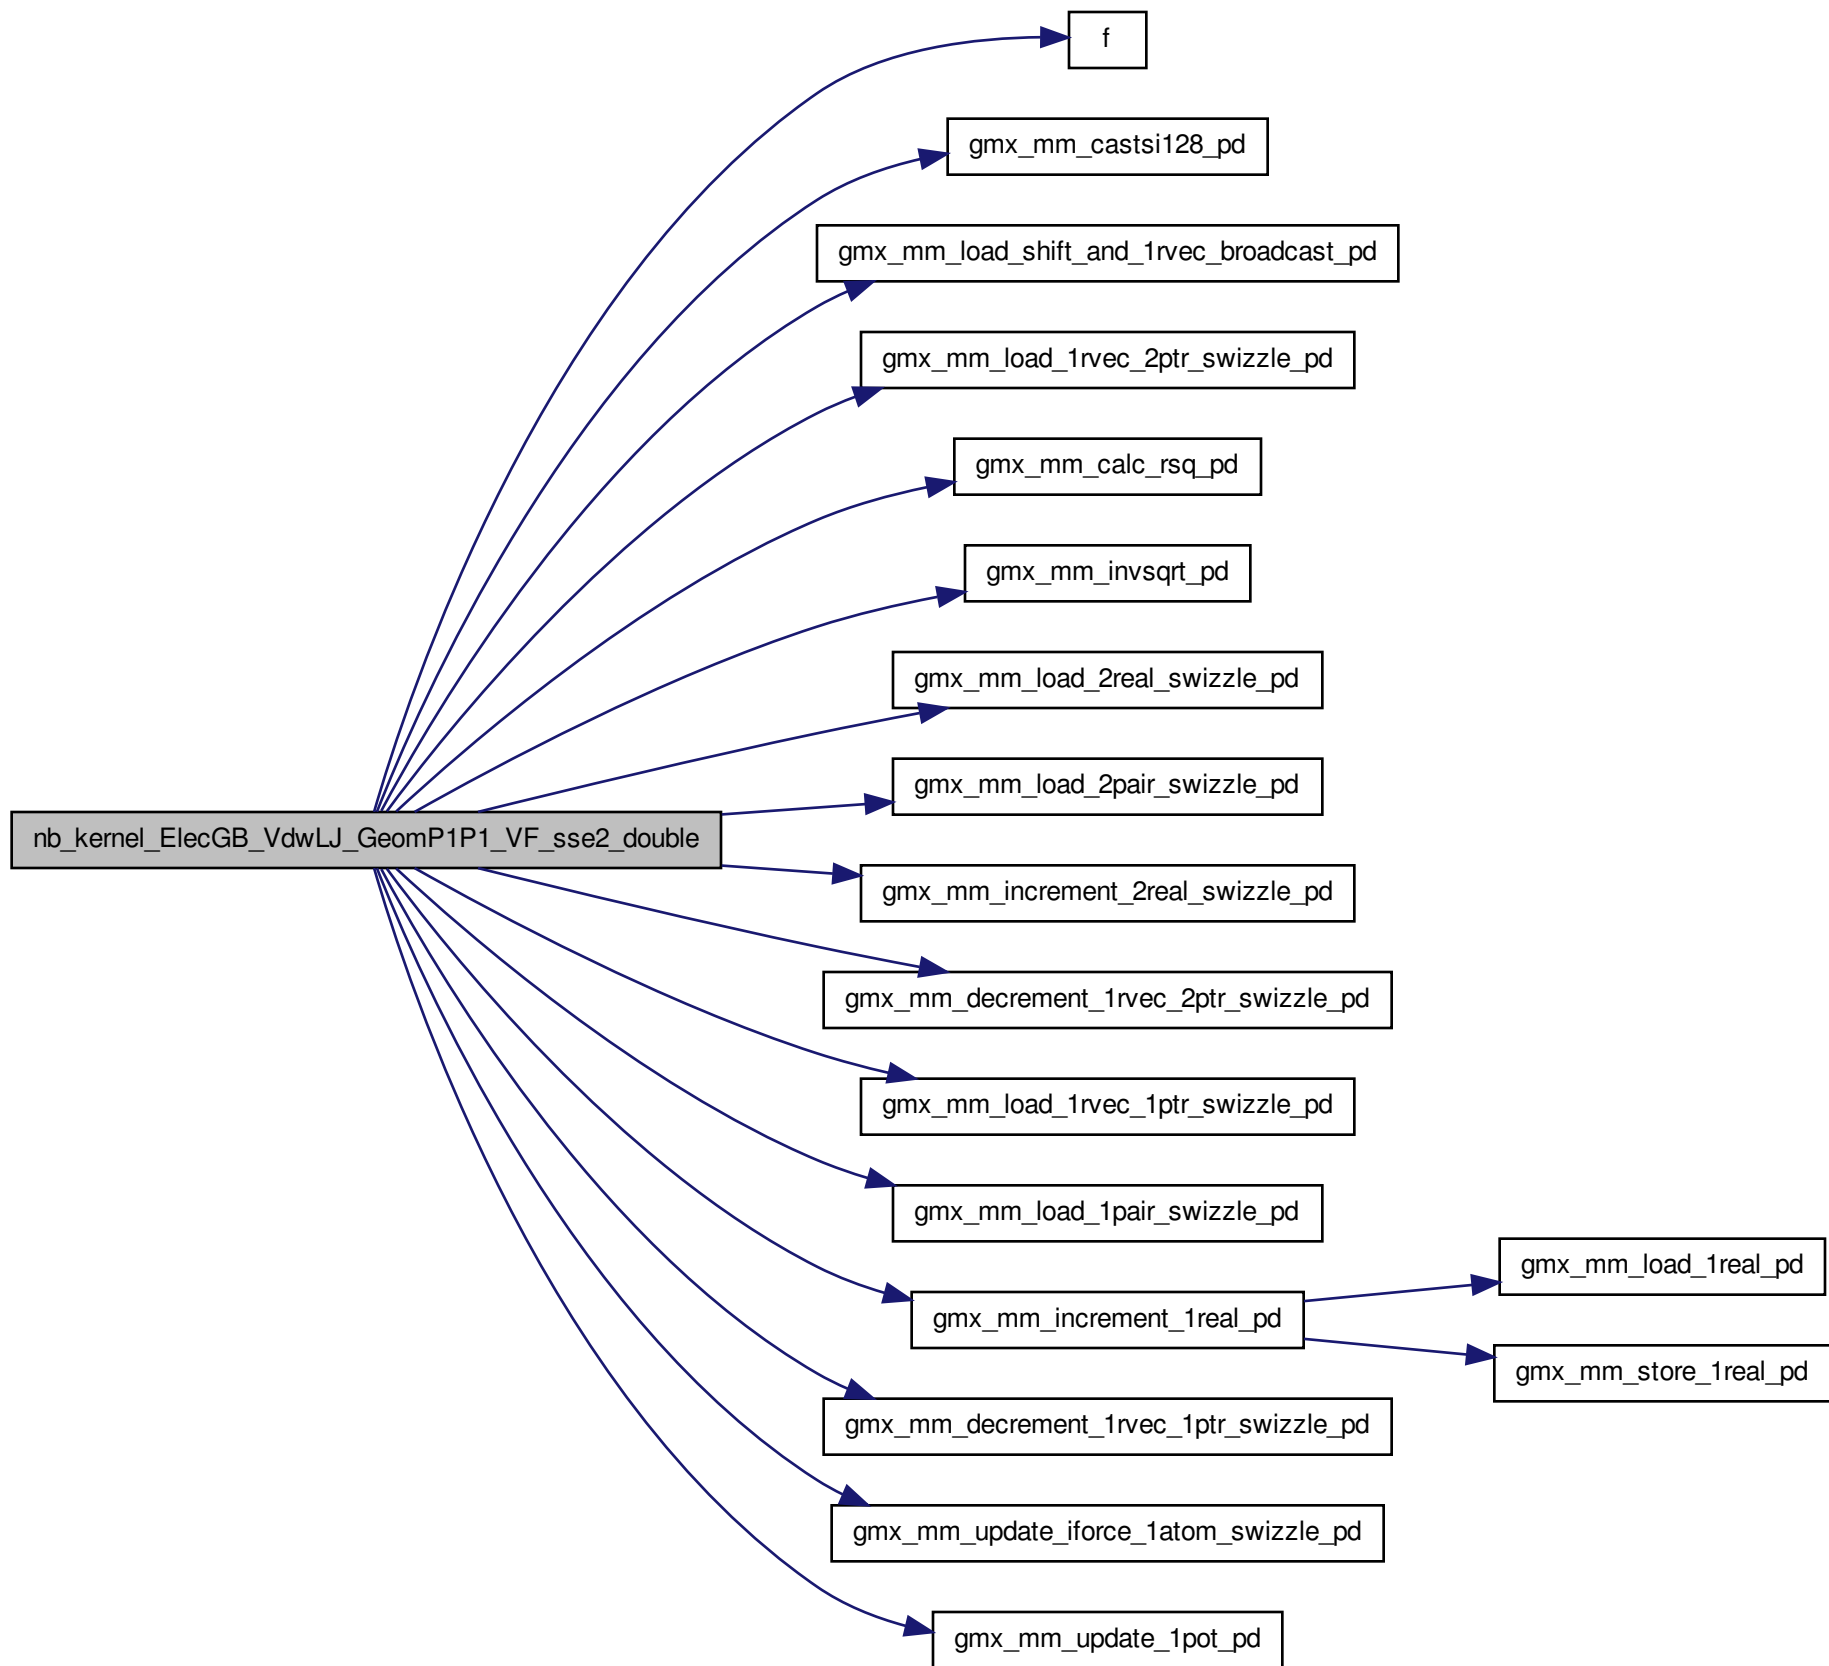 f
gmx_mm_castsi128_pd
gmx_mm_load_shift_and_1rvec_broadcast_pd
gmx_mm_load_1rvec_2ptr_swizzle_pd
gmx_mm_calc_rsq_pd
gmx_mm_invsqrt_pd
gmx_mm_load_2real_swizzle_pd
gmx_mm_load_2pair_swizzle_pd
nb_kernel_ElecGB_VdwLJ_GeomP1P1_VF_sse2_double
gmx_mm_increment_2real_swizzle_pd
gmx_mm_decrement_1rvec_2ptr_swizzle_pd
gmx_mm_load_1rvec_1ptr_swizzle_pd
gmx_mm_load_1pair_swizzle_pd
gmx_mm_load_1real_pd
gmx_mm_increment_1real_pd
gmx_mm_store_1real_pd
gmx_mm_decrement_1rvec_1ptr_swizzle_pd
gmx_mm_update_iforce_1atom_swizzle_pd
gmx_mm_update_1pot_pd